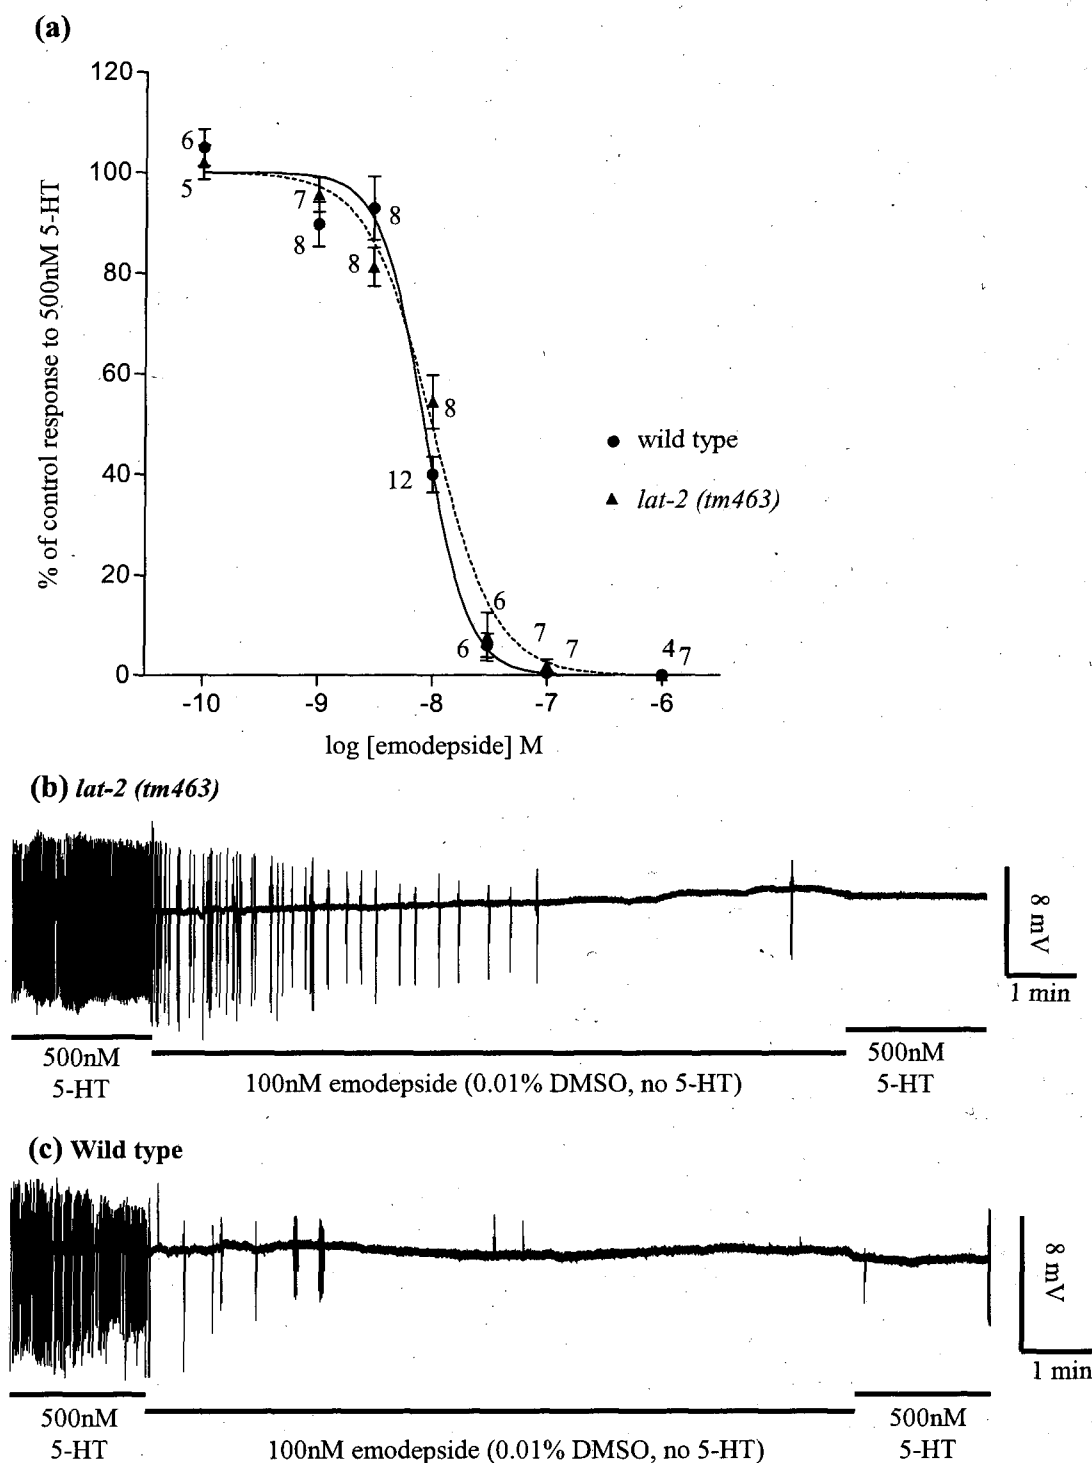 (a)
120
100
80
60
40
20
0
% of control response to 500nM 5-HT
6
5
7
8
8
8
8
12
6
6
7
7
4
7
wild type
lat-2 (tm463)
-10
-9
-8
-7
-6
log [emodepside] M
(b) lat-2 (tm463)
8 mV
1 min
500nM
5-HT
100nM emodepside (0.01% DMSO, no 5-HT)
500nM
5-HT
(c) Wild type
8 mV
1 min
500nM
5-HT
100nM emodepside (0.01% DMSO, no 5-HT)
500nM
5-HT